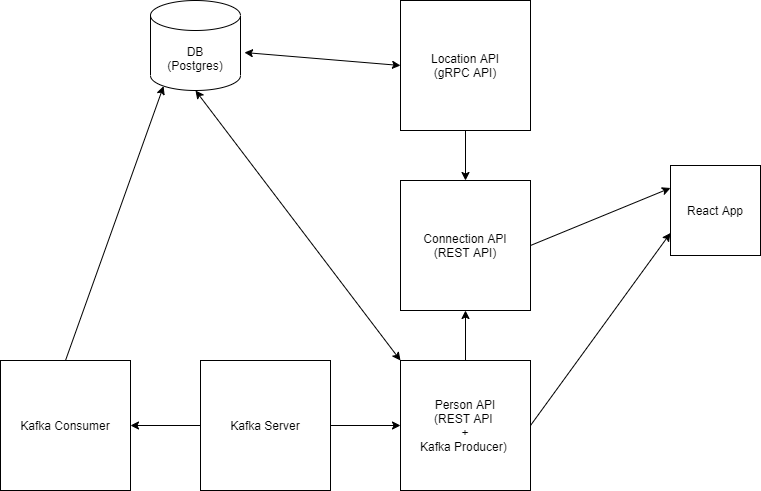 DB
(Postgres)
Location API
(gRPC API)
Connection API
(REST API)
React App
Kafka Consumer
Kafka Server
Person API
(REST API
+
Kafka Producer)